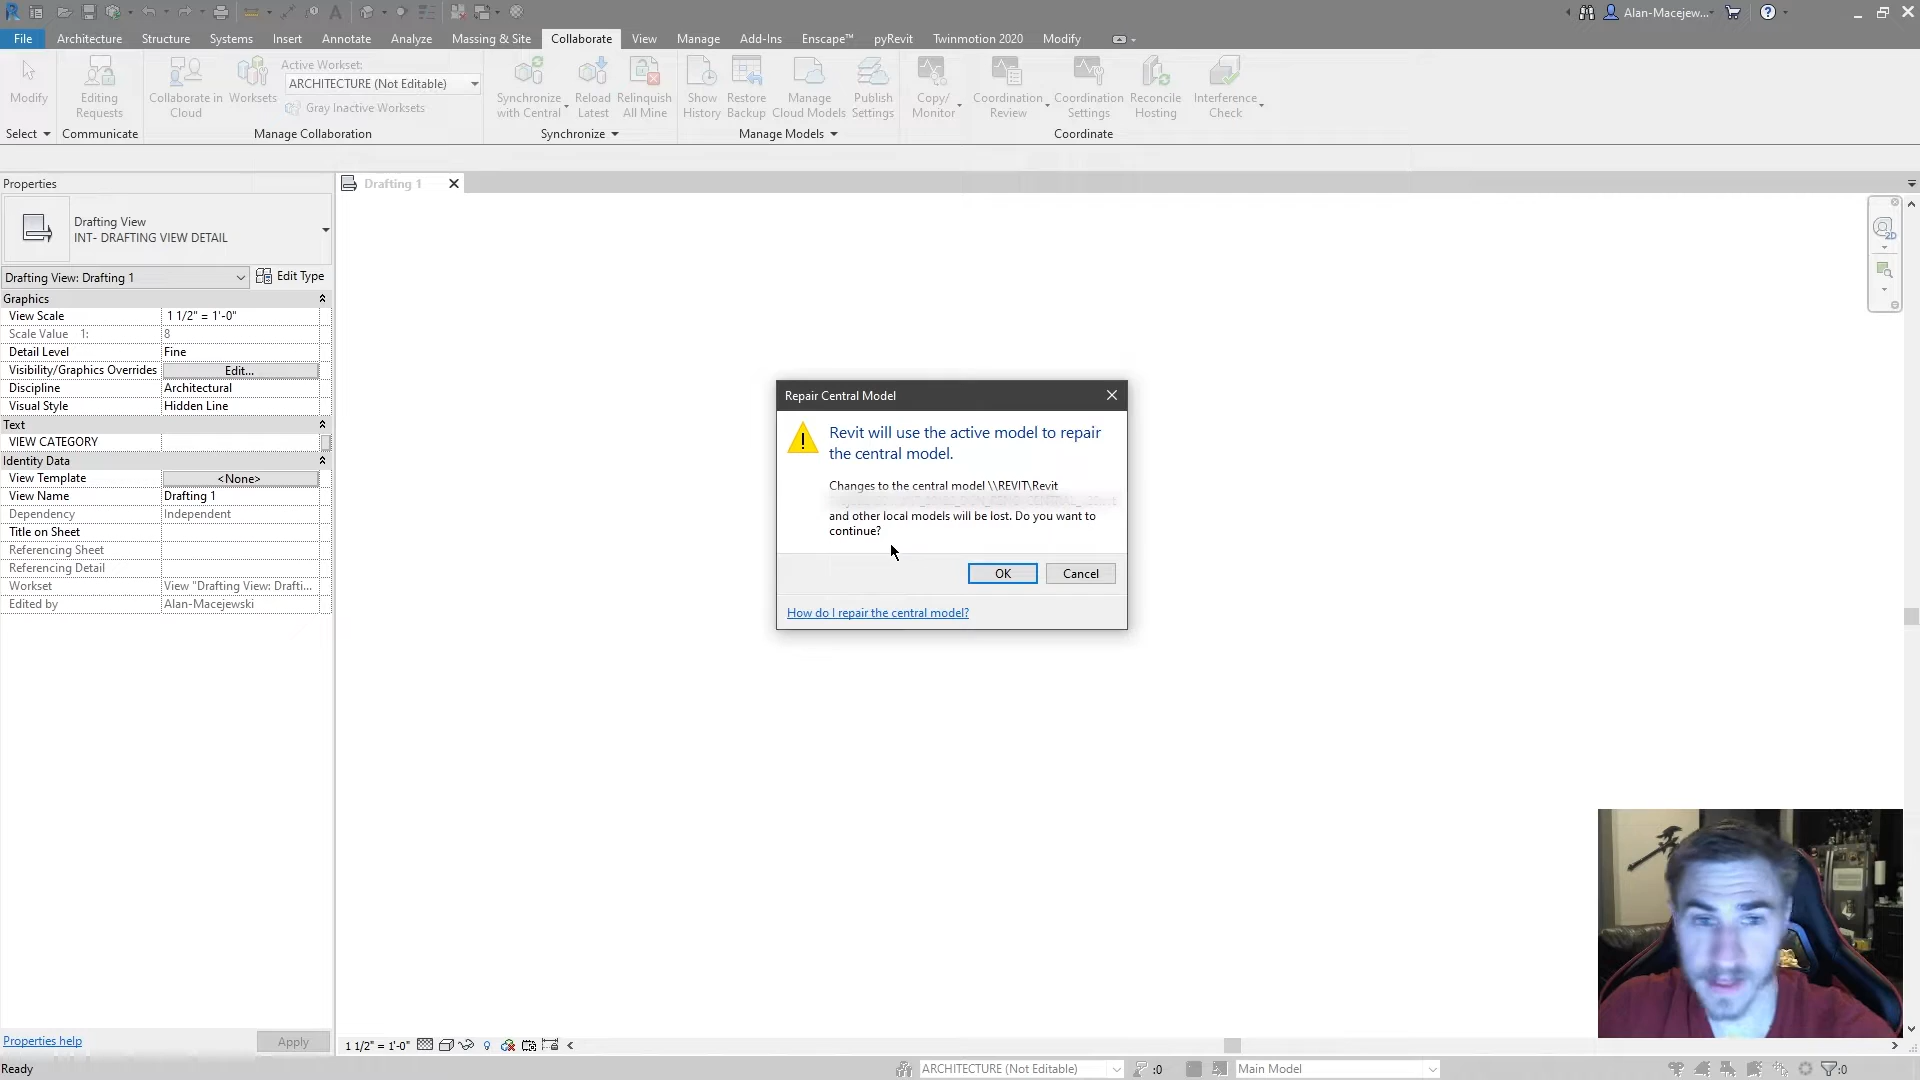 Alan-Macejew...
File
Architecture
Structure
Systems
Insert
Annotate
Analyze
Massing & Site
Collaborate
View
Manage
Add-Ins
Enscape™
pyRevit
Twinmotion 2020
Modify
Modify
Editing
Requests
Collaborate in
Cloud
Worksets
Active Workset:
ARCHITECTURE (Not Editable)
Gray Inactive Worksets
Synchronize
with Central
Reload
Latest
Relinquish
All Mine
Show
History
Restore
Backup
Manage
Cloud Models
Publish
Settings
Copy/
Monitor
Coordination
Review
Coordination
Settings
Reconcile
Hosting
Interference
Check
Select
Communicate
Manage Collaboration
Synchronize
Manage Models
Coordinate
Properties
Drafting 1
Drafting View
INT- DRAFTING VIEW DETAIL
2D
Drafting View: Drafting 1
Edit Type
Graphics
View Scale 1 1/2" = 1'-0"
Scale Value 1: 8
Detail Level Fine
Visibility/Graphics Overrides Edit...
Discipline Architectural
Visual Style Hidden Line
Text
VIEW CATEGORY
Identity Data
View Template <None>
View Name Drafting 1
Dependency Independent
Title on Sheet
Referencing Sheet
Referencing Detail
Workset View "Drafting View: Drafti...
Edited by Alan-Macejewski
Repair Central Model
Revit will use the active model to repair
the central model.
Changes to the central model \\REVIT\Revit
and other local models will be lost. Do you want to
continue?
OK
Cancel
How do I repair the central model?
Properties help
Apply
1 1/2" = 1'-0"
Ready
ARCHITECTURE (Not Editable)
:0
Main Model
:0